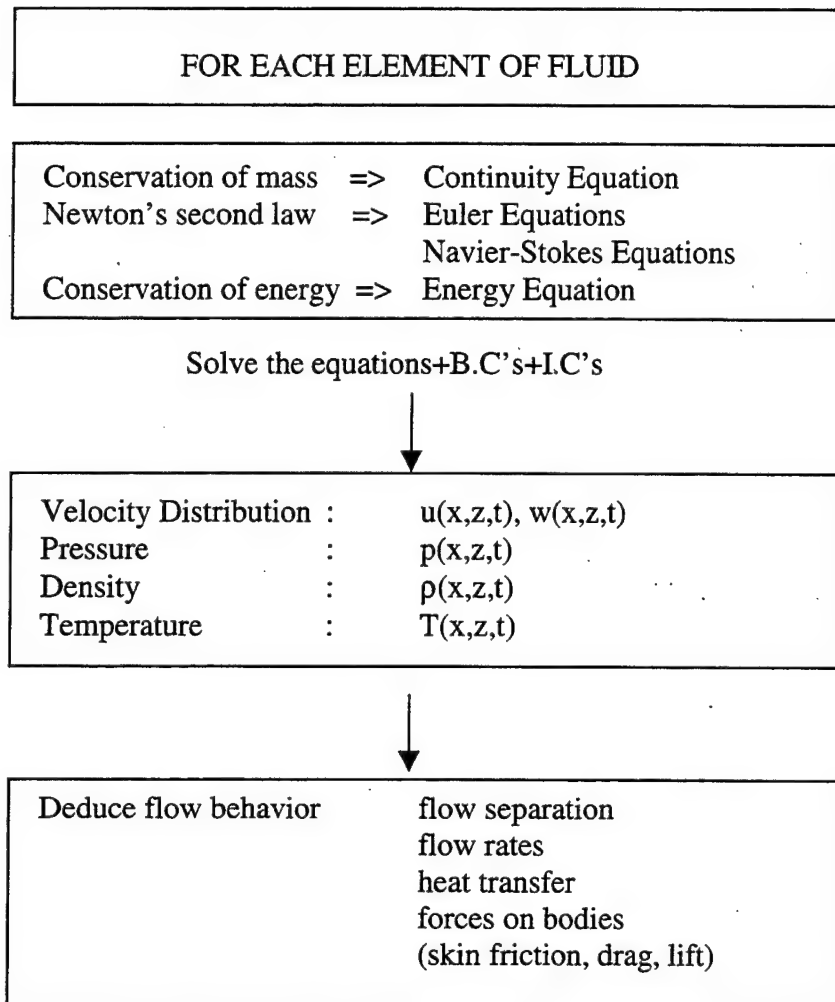 FOR EACH ELEMENT OF FLUID
Conservation of mass => Continuity Equation
Newton's second law => Euler Equations
Navier-Stokes Equations
Conservation of energy => Energy Equation
Solve the equations+B.C's+I.C's
Velocity Distribution : u(x,z,t), w(x,z,t)
Pressure : p(x,z,t)
Density : ρ(x,z,t)
Temperature : T(x,z,t)
Deduce flow behavior flow separation
flow rates
heat transfer
forces on bodies
(skin friction, drag, lift)